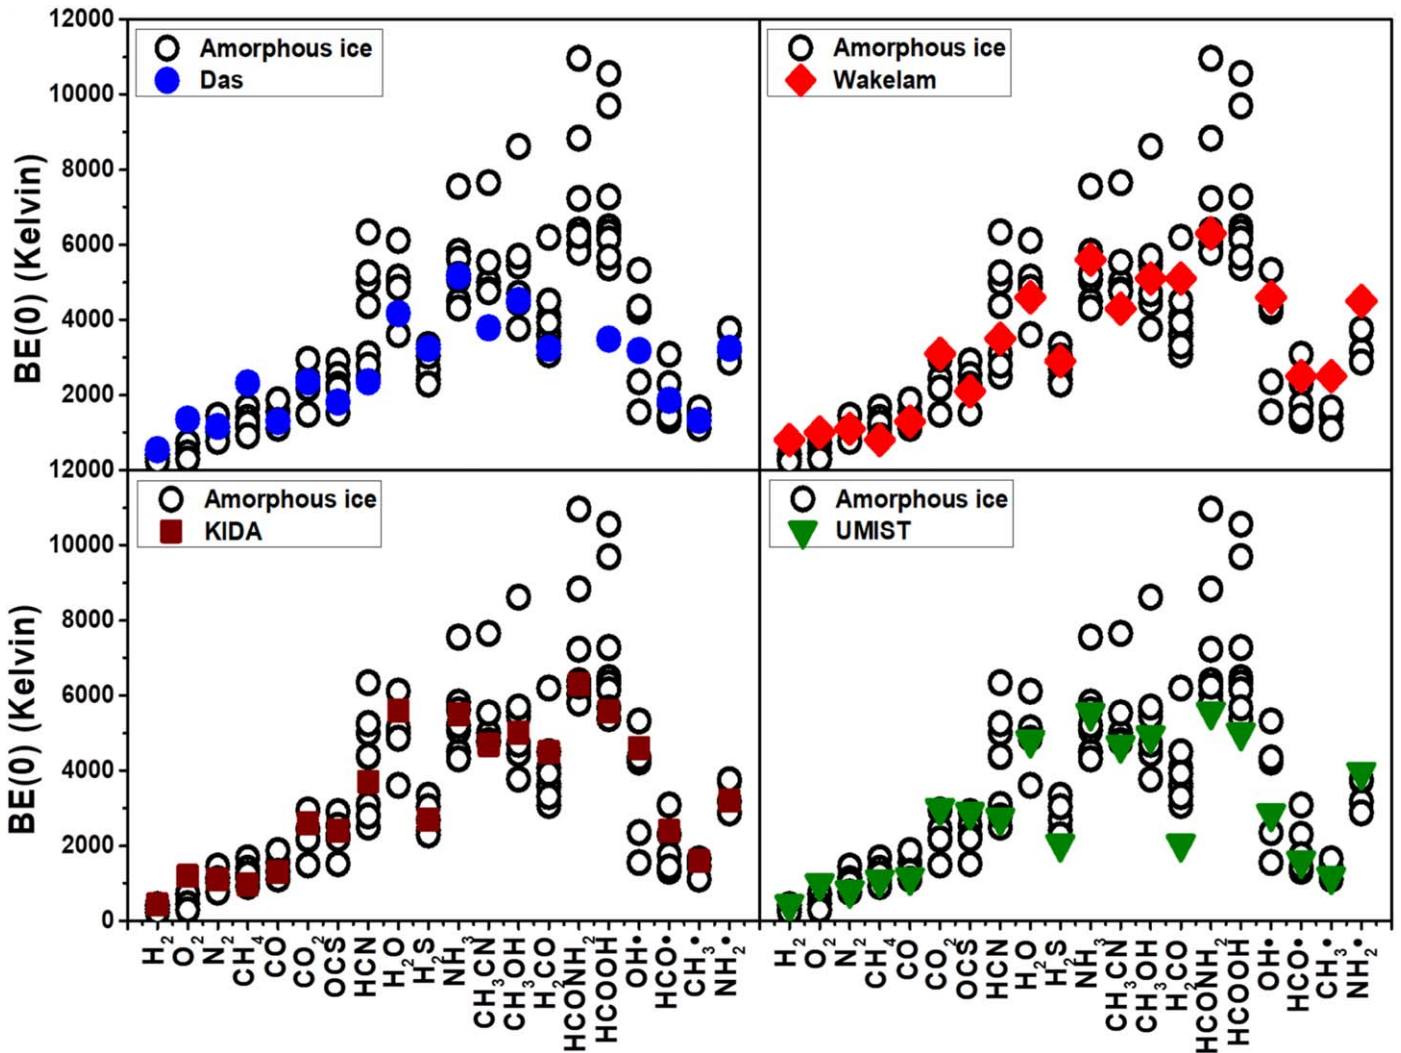 12000
10000
8000
6000
4000
2000
12000
10000
8000
6000
4000
2000
0
BE(0) (Kelvin)
BE(0) (Kelvin)
Amorphous ice
Das
Amorphous ice
Wakelam
Amorphous ice
KIDA
Amorphous ice
UMIST
H₂
O₂
N₂
CH₄
CO
CO₂
OCS
HCN
H₂O
H₂S
NH₃
CH₃CN
CH₃OH
H₂CO
HCONH₂
HCOOH
OH•
HCO•
CH₃•
NH₂•
H₂
O₂
N₂
CH₄
CO
CO₂
OCS
HCN
H₂O
H₂S
NH₃
CH₃CN
CH₃OH
H₂CO
HCONH₂
HCOOH
OH•
HCO•
CH₃•
NH₂•